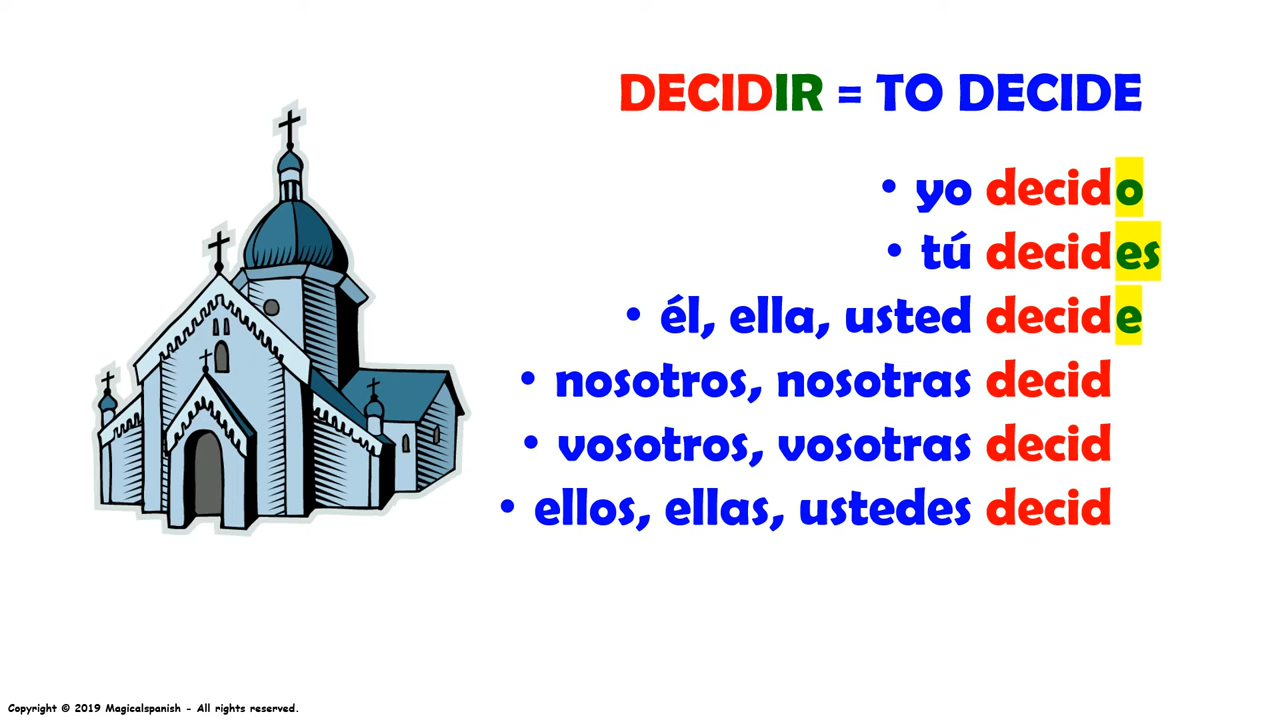 DECIDIR = TO DECIDE
• yo decido
• tú decides
• él, ella, usted decide
• nosotros, nosotras decid
• vosotros, vosotras decid
• ellos, ellas, ustedes decid
Copyright © 2019 Magicalspanish - All rights reserved.